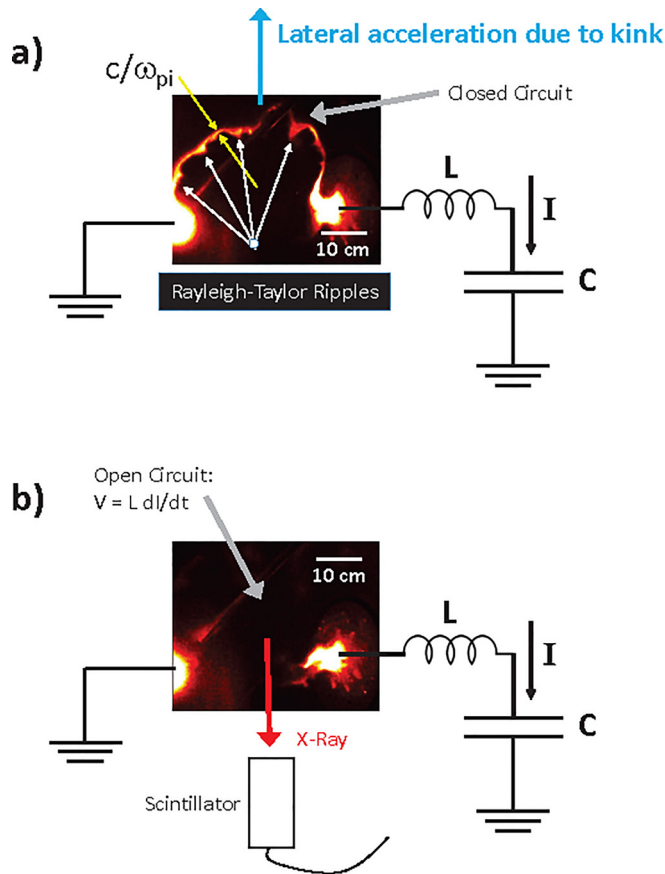 a)
Lateral acceleration due to kink
c/ωpi
Closed Circuit
L
I
10 cm
C
Rayleigh-Taylor Ripples
b)
Open Circuit:
V = L dI/dt
10 cm
L
I
C
X-Ray
Scintillator